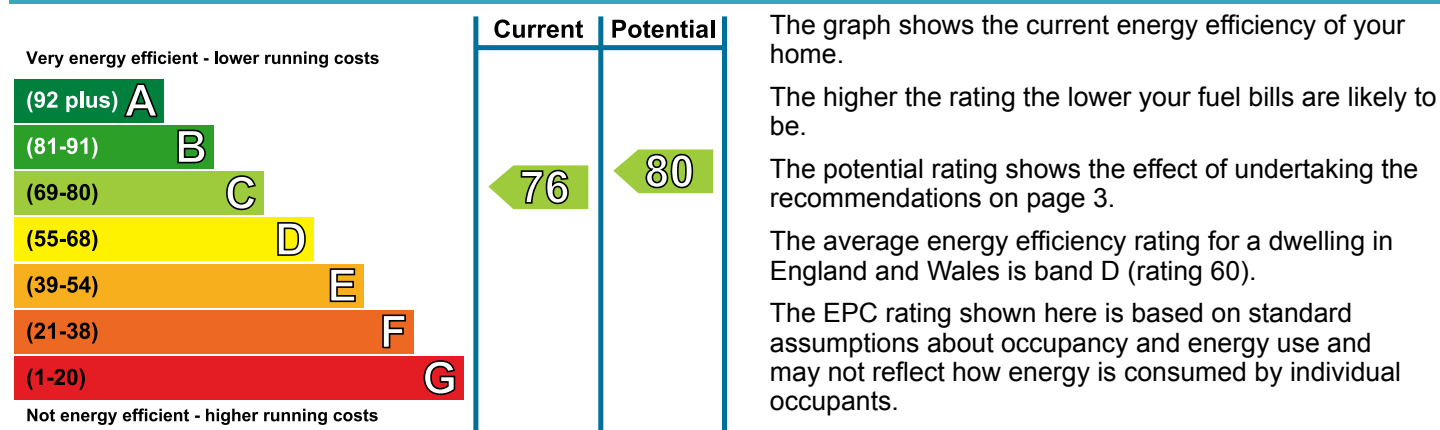 Current Potential
Very energy efficient - lower running costs
(92 plus) A
(81-91) B
(69-80) C
(55-68) D
(39-54) E
(21-38) F
(1-20) G
Not energy efficient - higher running costs
76
80
The graph shows the current energy efficiency of your
home.
The higher the rating the lower your fuel bills are likely to
be.
The potential rating shows the effect of undertaking the
recommendations on page 3.
The average energy efficiency rating for a dwelling in
England and Wales is band D (rating 60).
The EPC rating shown here is based on standard
assumptions about occupancy and energy use and
may not reflect how energy is consumed by individual
occupants.